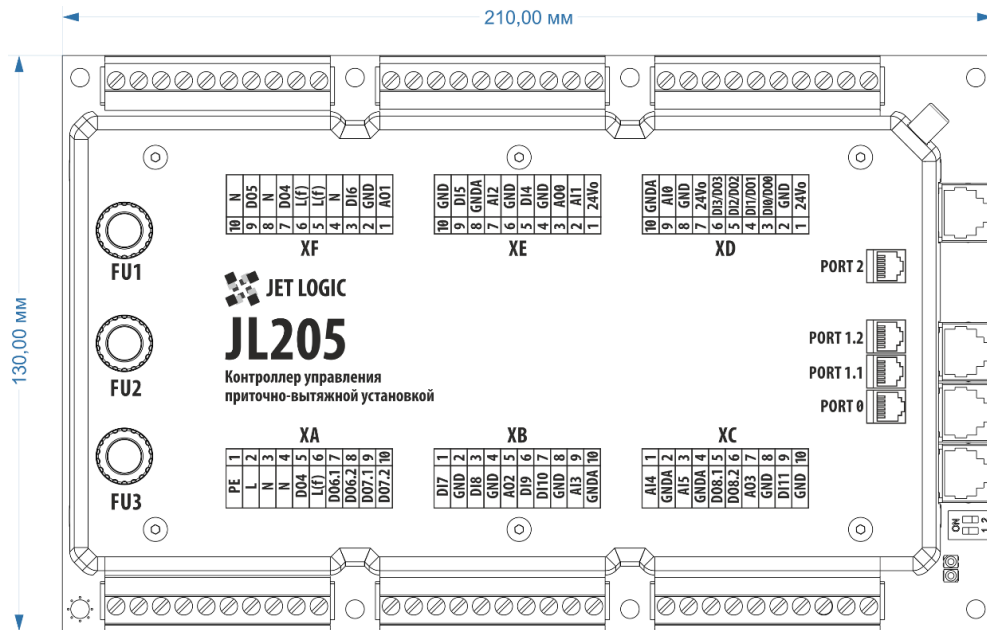 210,00 мм
130,00 мм
10 N
9 DO5
8 N
7 DO4
6 L(f)
5 L(f)
4 N
3 DI6
2 GND
1 AO1
XF
10 GND
9 DI5
8 GNDA
7 AI2
6 GND
5 DI4
4 GND
3 AO0
2 AI1
1 24Vo
XE
10 GNDA
9 AI0
8 GND
7 24Vo
6 DI3/DO3
5 DI2/DO2
4 DI1/DO1
3 DI0/DO0
2 GND
1 24Vo
XD
FU1
FU2
FU3
JET LOGIC
JL205
Контроллер управления
приточно-вытяжной установкой
PORT 2
PORT 1.2
PORT 1.1
PORT 0
XA
PE 1
L 2
N 3
N 4
DO4 5
L(f) 6
DO6.1 7
DO6.2 8
DO7.1 9
DO7.2 10
XB
DI7 1
GND 2
DI8 3
GND 4
AO2 5
DI9 6
DI10 7
GND 8
AI3 9
GNDA 10
XC
AI4 1
GNDA 2
AI5 3
GNDA 4
DO8.1 5
DO8.2 6
AO3 7
GND 8
DI11 9
GND 10
ON
1 2